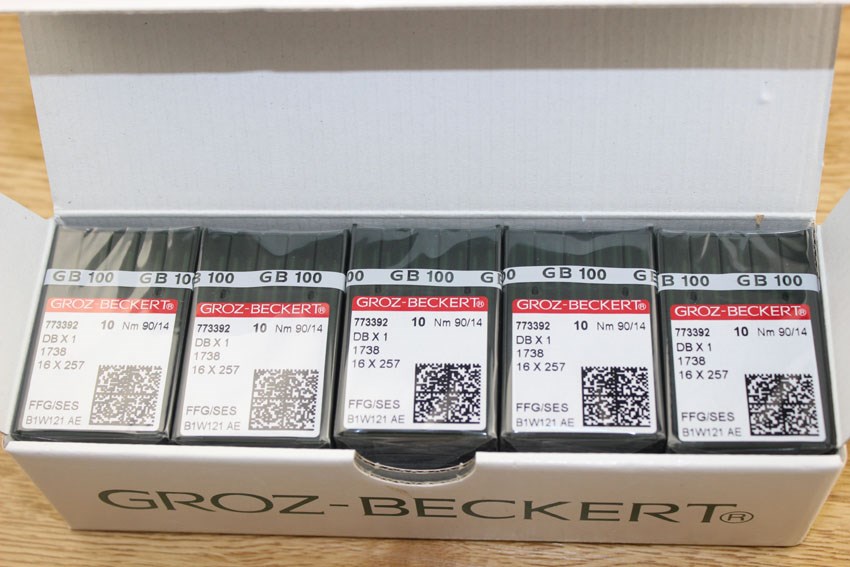 GB 100 GB 10
GROZ-BECKERT®
773392 10 Nm 90/14
DB X 1
1738
16 X 257
FFG/SES
B1W121 AE
100 GB 100
GROZ-BECKERT®
773392 10 Nm 90/14
DB X 1
1738
16 X 257
FFG/SES
B1W121 AE
00 GB 100 G
GROZ-BECKERT®
773392 10 Nm 90/14
DB X 1
1738
16 X 257
FFG/SES
B1W121 AE
00 GB 100 GB
GROZ-BECKERT®
773392 10 Nm 90/14
DB X 1
1738
16 X 257
FFG/SES
B1W121 AE
B 100 GB 100
GROZ-BECKERT®
773392 10 Nm 90/14
DB X 1
1738
16 X 257
FFG/SES
B1W121 AE
GROZ-BECKERT®